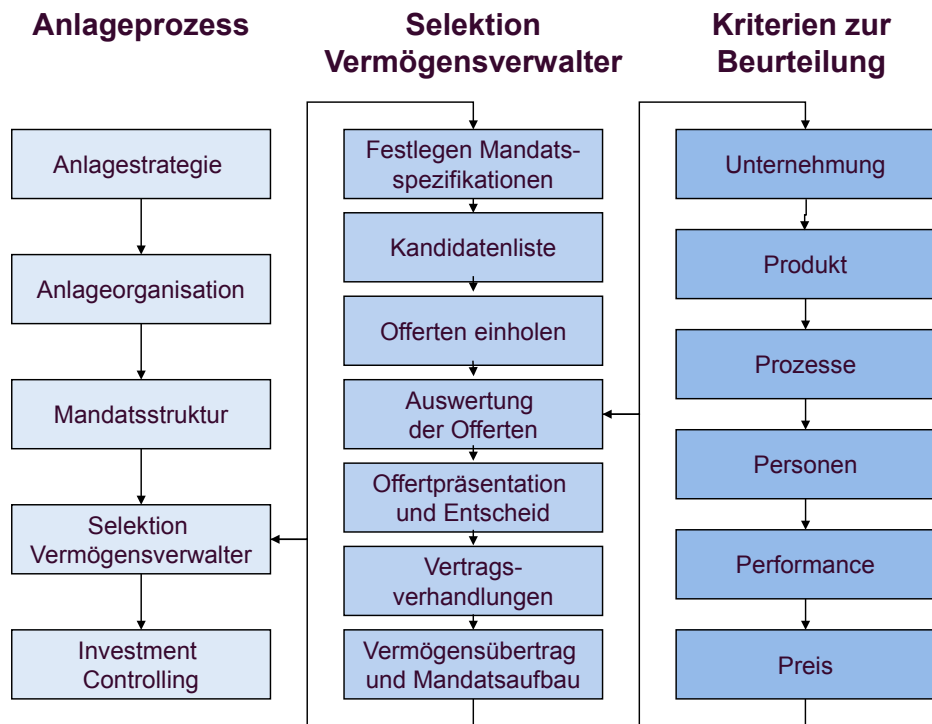 Anlageprozess
Selektion
Vermögensverwalter
Kriterien zur
Beurteilung
Anlagestrategie
Anlageorganisation
Mandatsstruktur
Selektion
Vermögensverwalter
Investment
Controlling
Festlegen Mandats-
spezifikationen
Kandidatenliste
Offerten einholen
Auswertung
der Offerten
Offertpräsentation
und Entscheid
Vertrags-
verhandlungen
Vermögensübertrag
und Mandatsaufbau
Unternehmung
Produkt
Prozesse
Personen
Performance
Preis